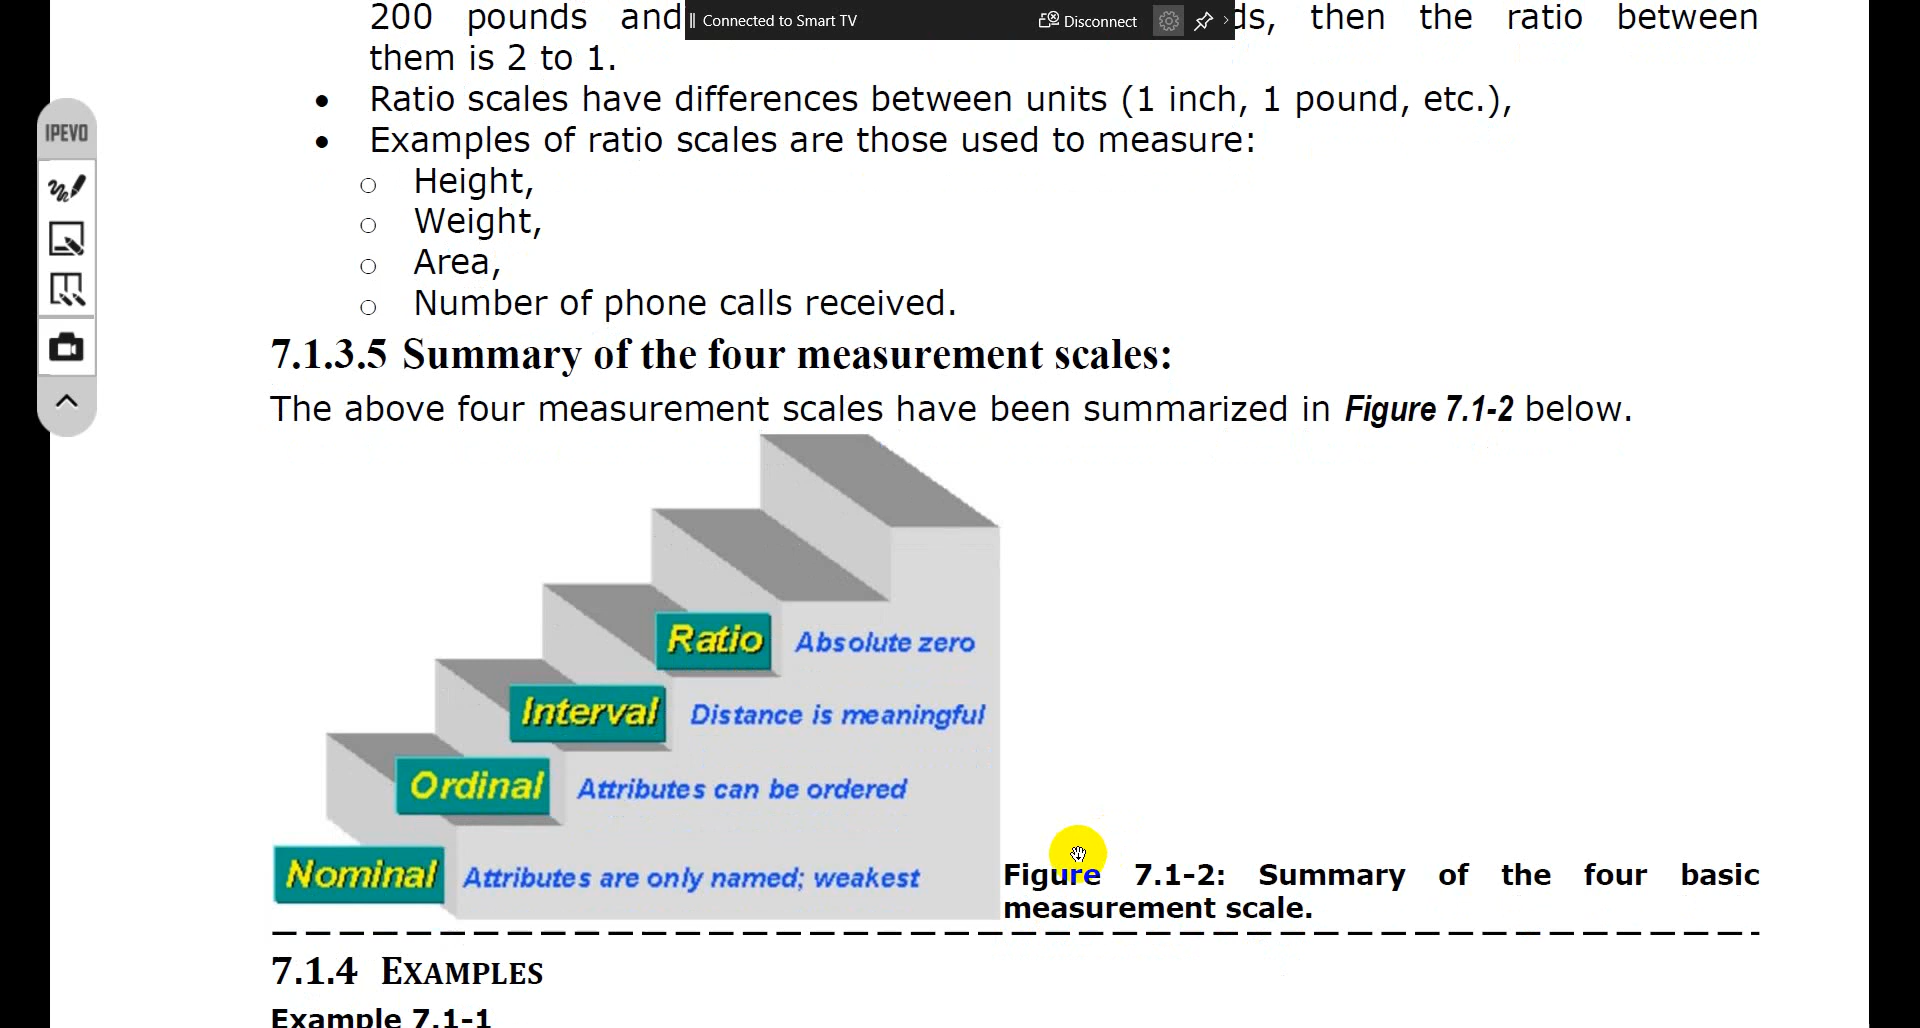 200 pounds and
Connected to Smart TV
Disconnect
then the ratio between
them is 2 to 1.
• Ratio scales have differences between units (1 inch, 1 pound, etc.),
• Examples of ratio scales are those used to measure:
IPEVO
o Height,
o Weight,
o Area,
o Number of phone calls received.
7.1.3.5 Summary of the four measurement scales:
The above four measurement scales have been summarized in Figure 7.1-2 below.
Ratio Absolute zero
Interval Distance is meaningful
Ordinal Attributes can be ordered
Nominal Attributes are only named; weakest
Figure 7.1-2: Summary of the four basic
measurement scale.
7.1.4 EXAMPLES
Example 7.1-1